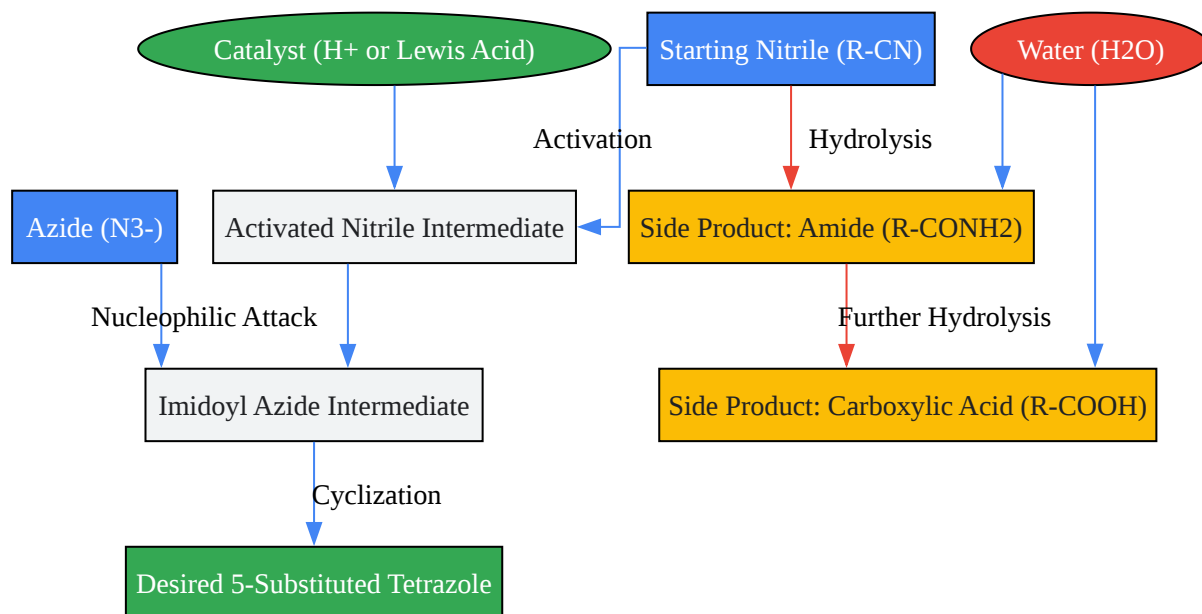 Catalyst (H+ or Lewis Acid)
Starting Nitrile (R-CN)
Water (H2O)
Activation
Hydrolysis
Azide (N3-)
Activated Nitrile Intermediate
Side Product: Amide (R-CONH2)
Nucleophilic Attack
Further Hydrolysis
Imidoyl Azide Intermediate
Side Product: Carboxylic Acid (R-COOH)
Cyclization
Desired 5-Substituted Tetrazole